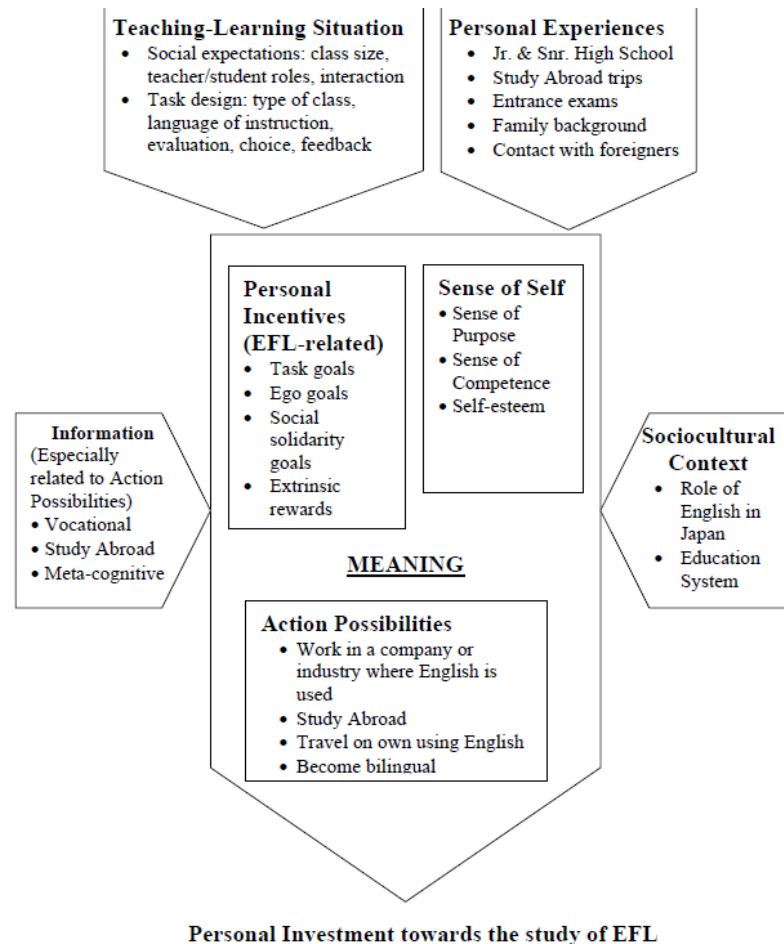 Teaching-Learning Situation
• Social expectations: class size,
teacher/student roles, interaction
• Task design: type of class,
language of instruction,
evaluation, choice, feedback
Personal Experiences
• Jr. & Snr. High School
• Study Abroad trips
• Entrance exams
• Family background
• Contact with foreigners
Personal
Incentives
(EFL-related)
• Task goals
• Ego goals
• Social
solidarity
goals
• Extrinsic
rewards
Sense of Self
• Sense of
Purpose
• Sense of
Competence
• Self-esteem
Information
(Especially
related to Action
Possibilities)
• Vocational
• Study Abroad
• Meta-cognitive
Sociocultural
Context
• Role of
English in
Japan
• Education
System
MEANING
Action Possibilities
• Work in a company or
industry where English is
used
• Study Abroad
• Travel on own using English
• Become bilingual
Personal Investment towards the study of EFL